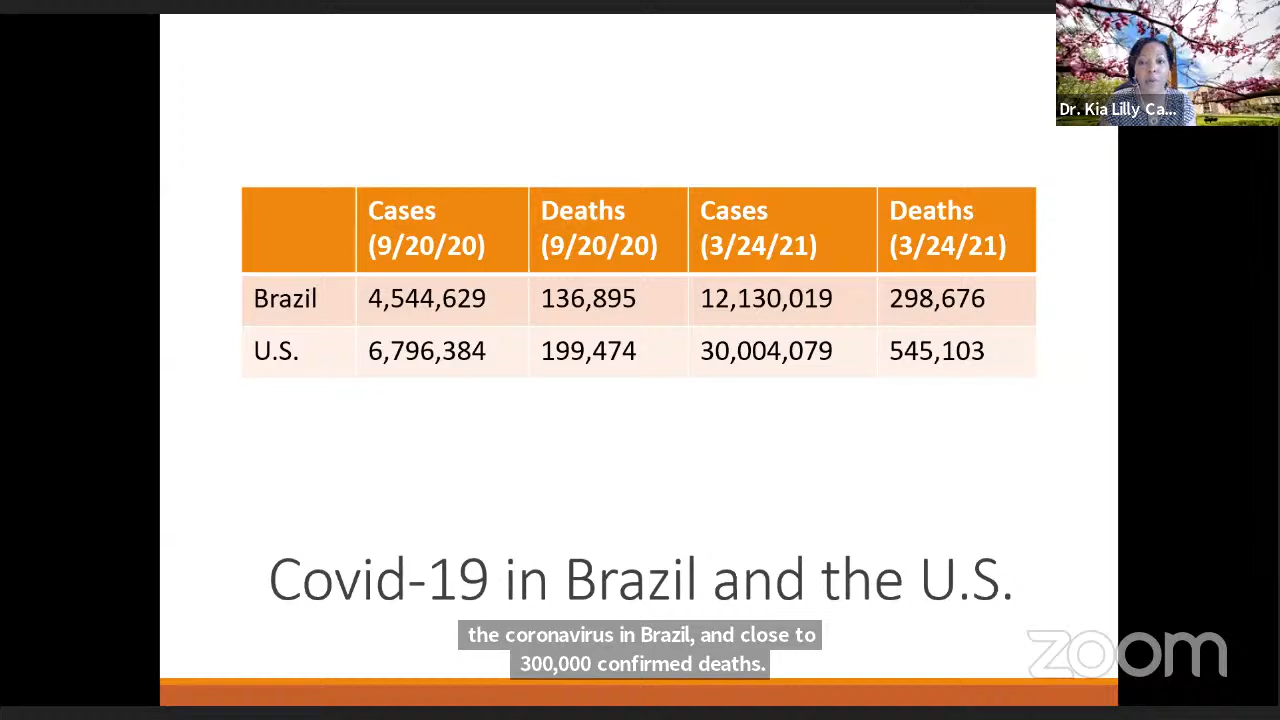 Dr. Kia Lilly Ca...
Cases Deaths Cases Deaths
(9/20/20) (9/20/20) (3/24/21) (3/24/21)
Brazil 4,544,629 136,895 12,130,019 298,676
U.S. 6,796,384 199,474 30,004,079 545,103
Covid-19 in Brazil and the U.S.
the coronavirus in Brazil, and close to
300,000 confirmed deaths.
zoom